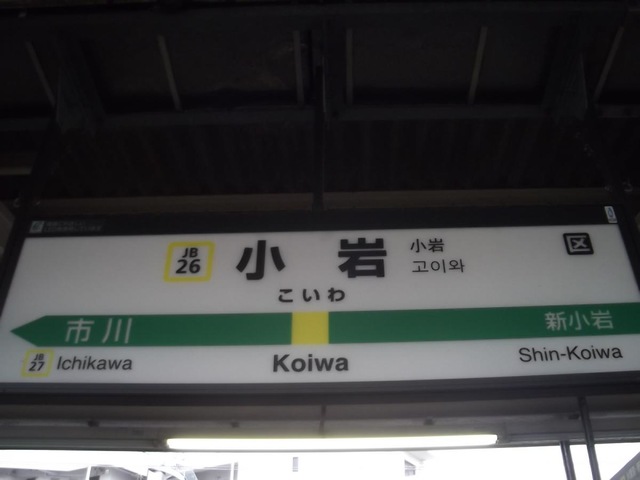 JB
26
小岩
小岩
고이와
区
こいわ
市川
新小岩
JB
27
Ichikawa
Koiwa
Shin-Koiwa